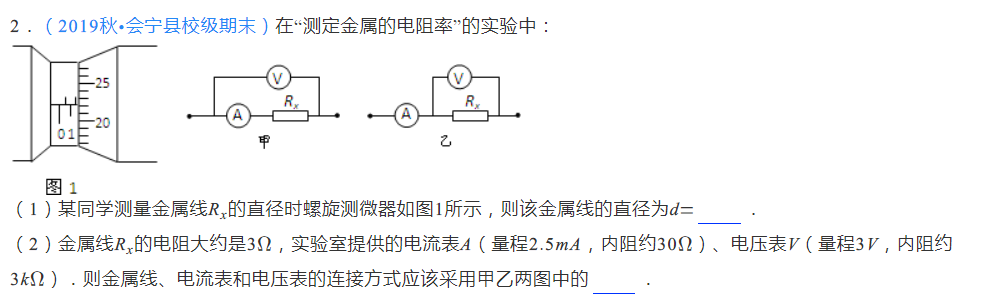 2．（2019秋•会宁县校级期末）在“测定金属的电阻率”的实验中：
25
20
0 1
V
A
Rx
甲
V
A
Rx
乙
图 1
（1）某同学测量金属线Rx的直径时螺旋测微器如图1所示，则该金属线的直径为d=____．
（2）金属线Rx的电阻大约是3Ω，实验室提供的电流表A（量程2.5mA，内阻约30Ω）、电压表V（量程3V，内阻约
3kΩ）．则金属线、电流表和电压表的连接方式应该采用甲乙两图中的____．